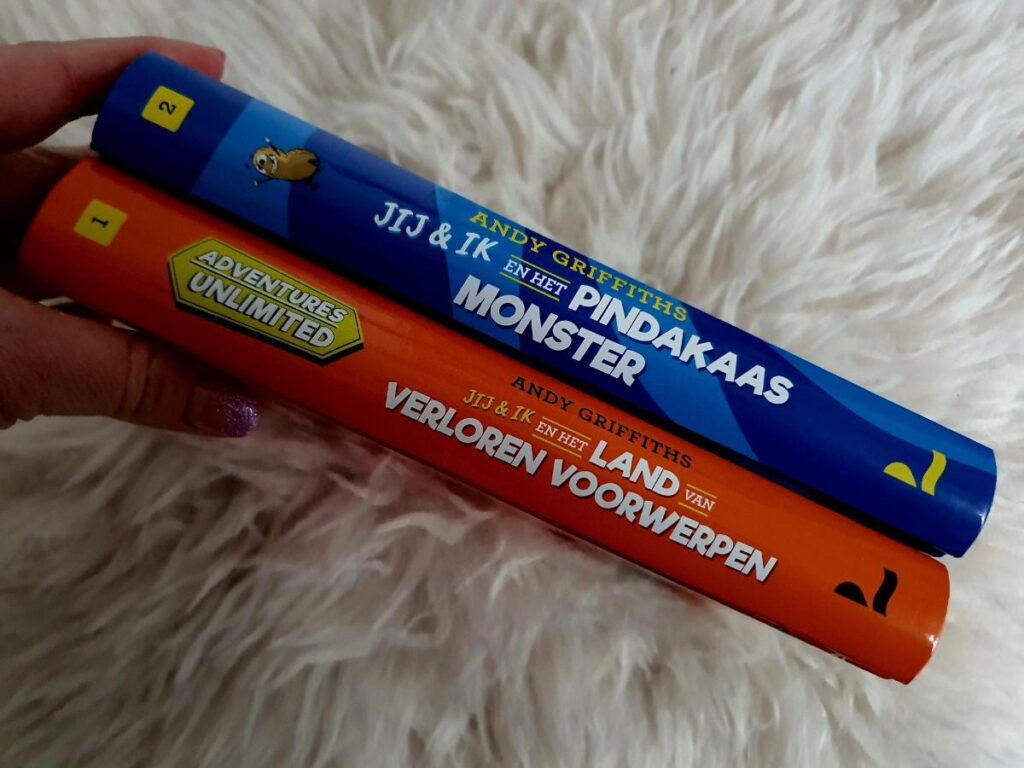 2
ANDY GRIFFITHS
JIJ & IK EN HET PINDAKAAS
MONSTER
1
ADVENTURES
UNLIMITED
ANDY GRIFFITHS
JIJ & IK EN HET LAND VAN
VERLOREN VOORWERPEN